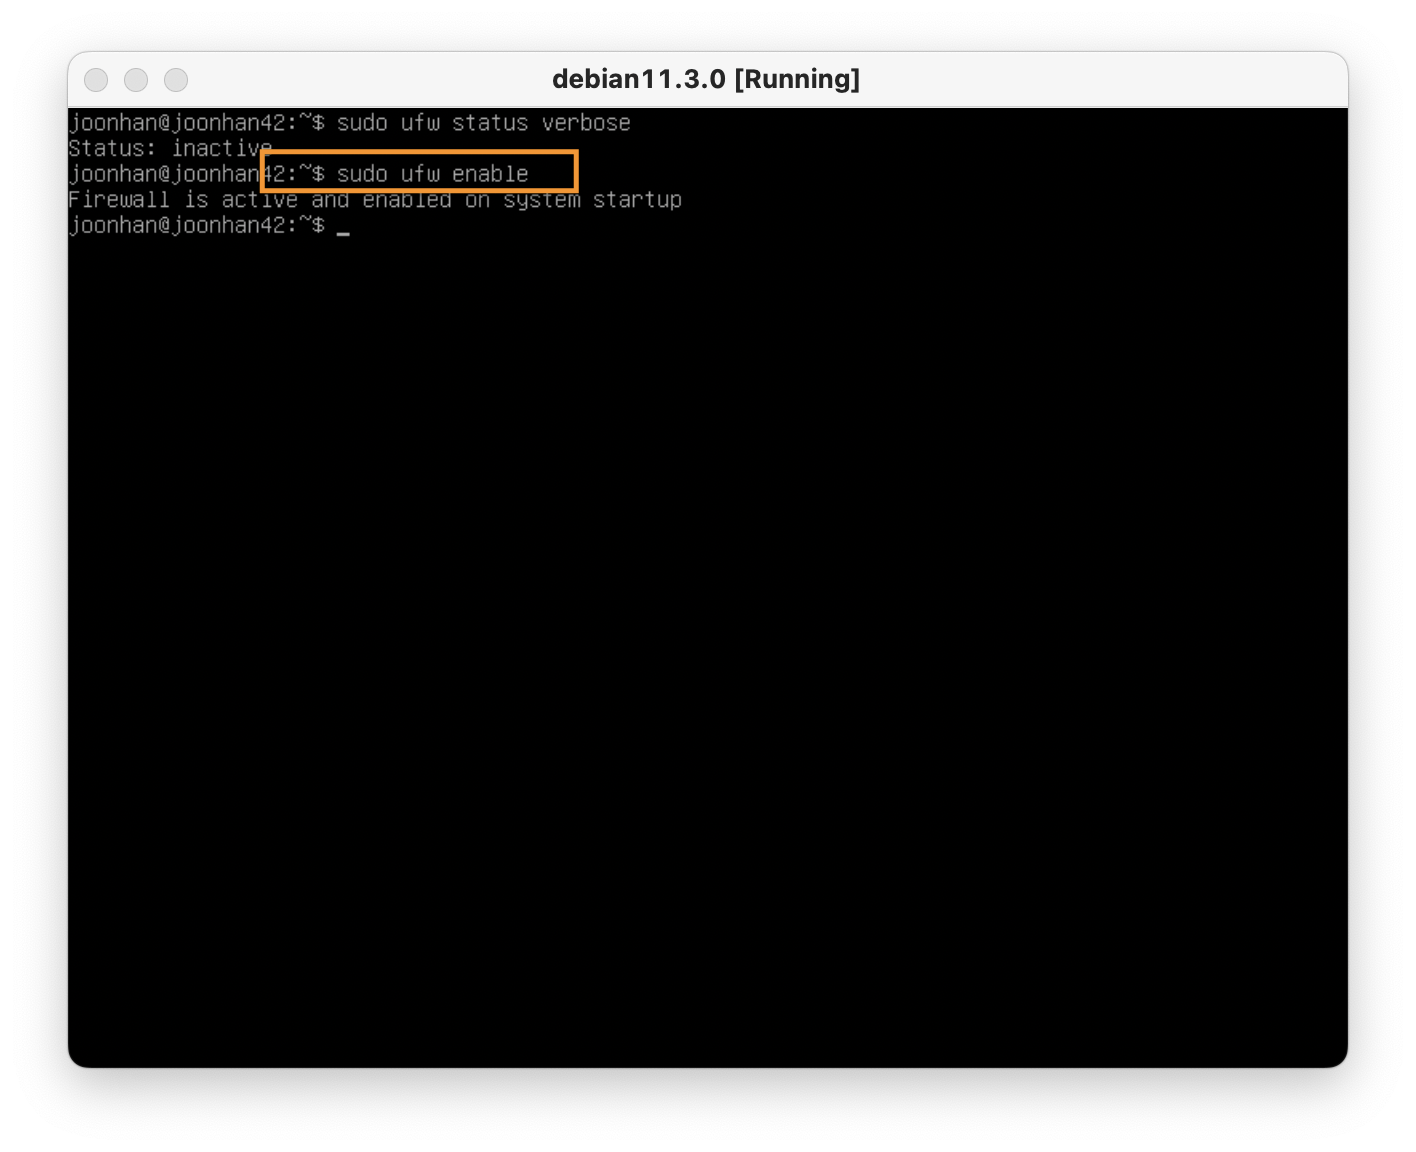 debian11.3.0 [Running]
joonhan@joonhan42:~$ sudo ufw status verbose
Status: inactive
joonhan@joonhan42:~$ sudo ufw enable
Firewall is active and enabled on system startup
joonhan@joonhan42:~$ _